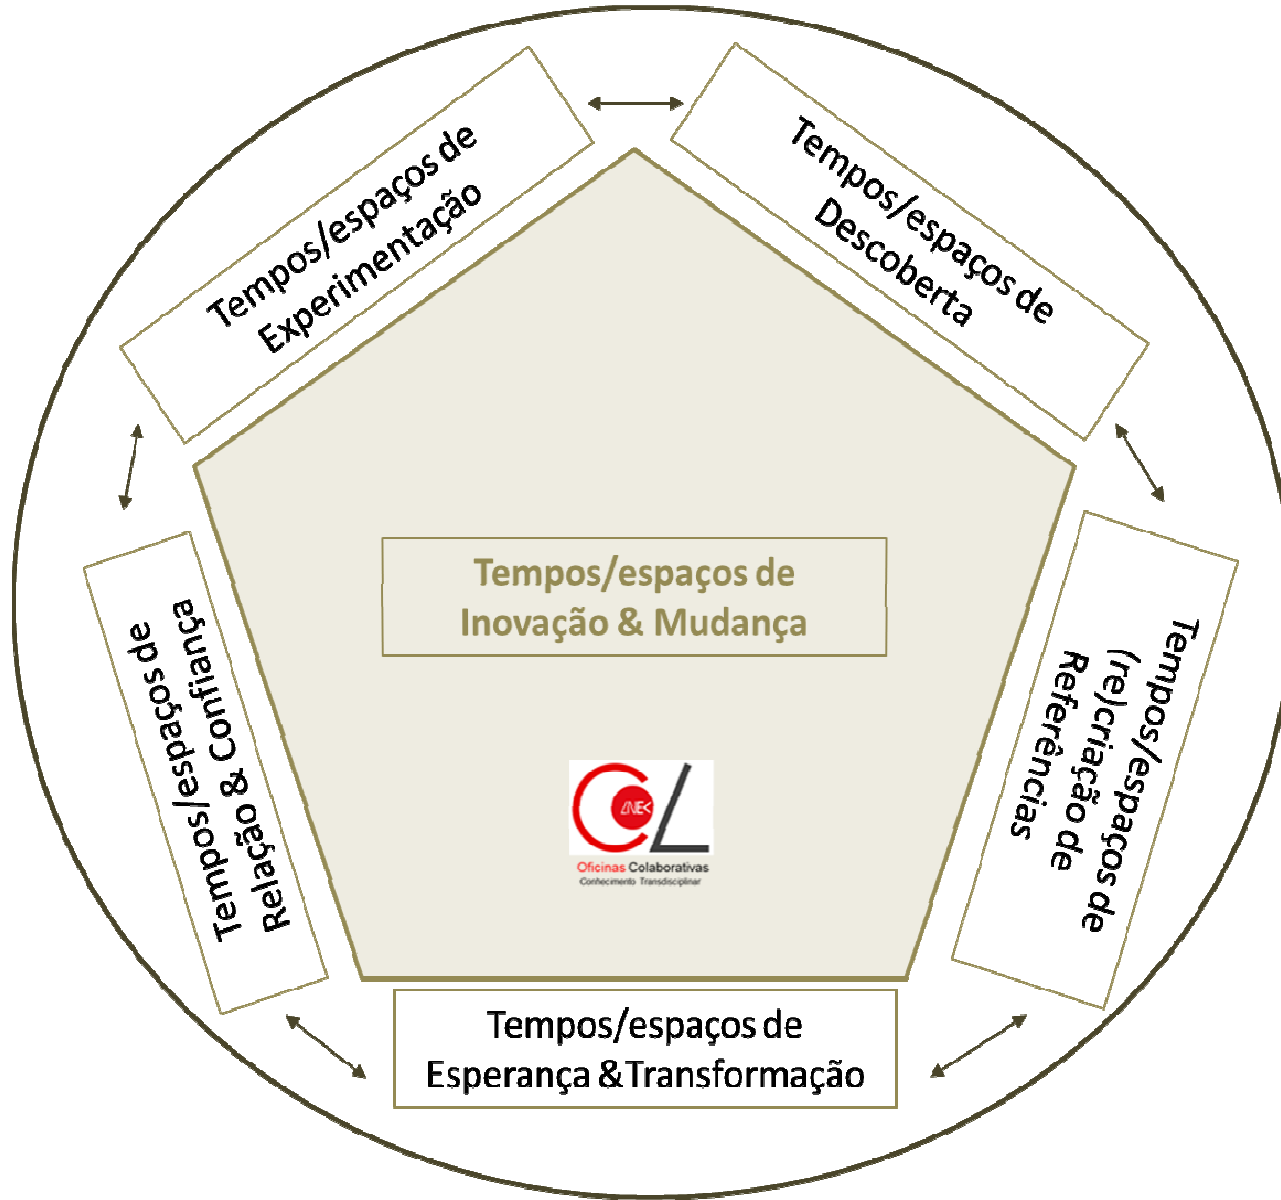 Tempos/espaços de
Experimentação
Tempos/espaços de
Descoberta
Tempos/espaços de
Relação & Confiança
Tempos/espaços de
Inovação & Mudança
Tempos/espaços de
(re)criação de
Referências
Oficinas Colaborativas
Conhecimento Transdisciplinar
Tempos/espaços de
Esperança &Transformação